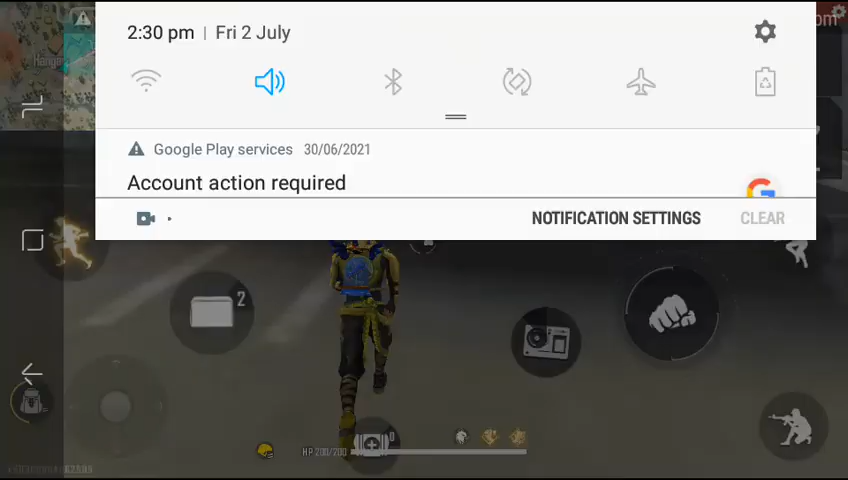 2:30 pm | Fri 2 July
Google Play services 30/06/2021
Account action required
NOTIFICATION SETTINGS CLEAR
2
0
HP 200/200